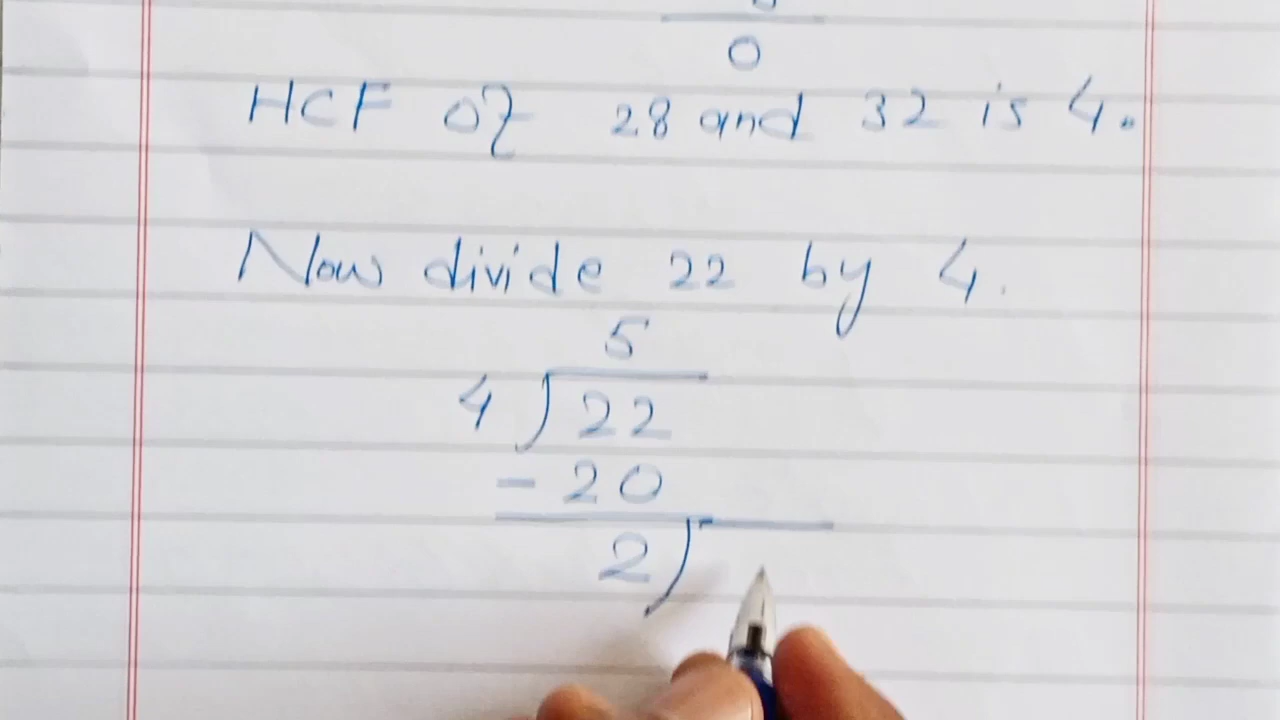 0
HCF of 28 and 32 is 4.
Now divide 22 by 4.
5
4 ) 22
- 20
2 )